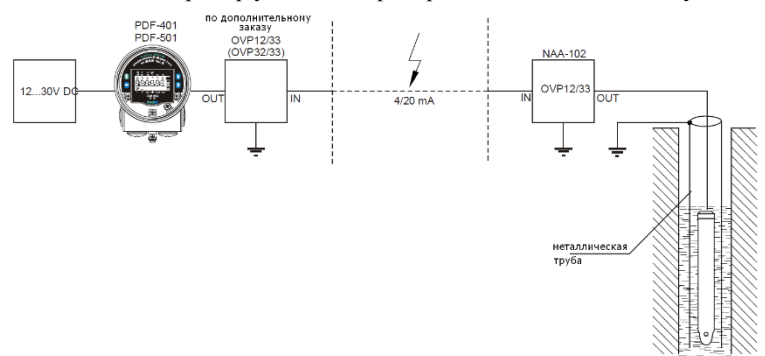 12...30V DC
PDF-401
PDF-501
по дополнительному
заказу
OVP12/33
(OVP32/33)
OUT
IN
4/20 mA
NAA-102
IN
OVP12/33
OUT
металлическая
труба